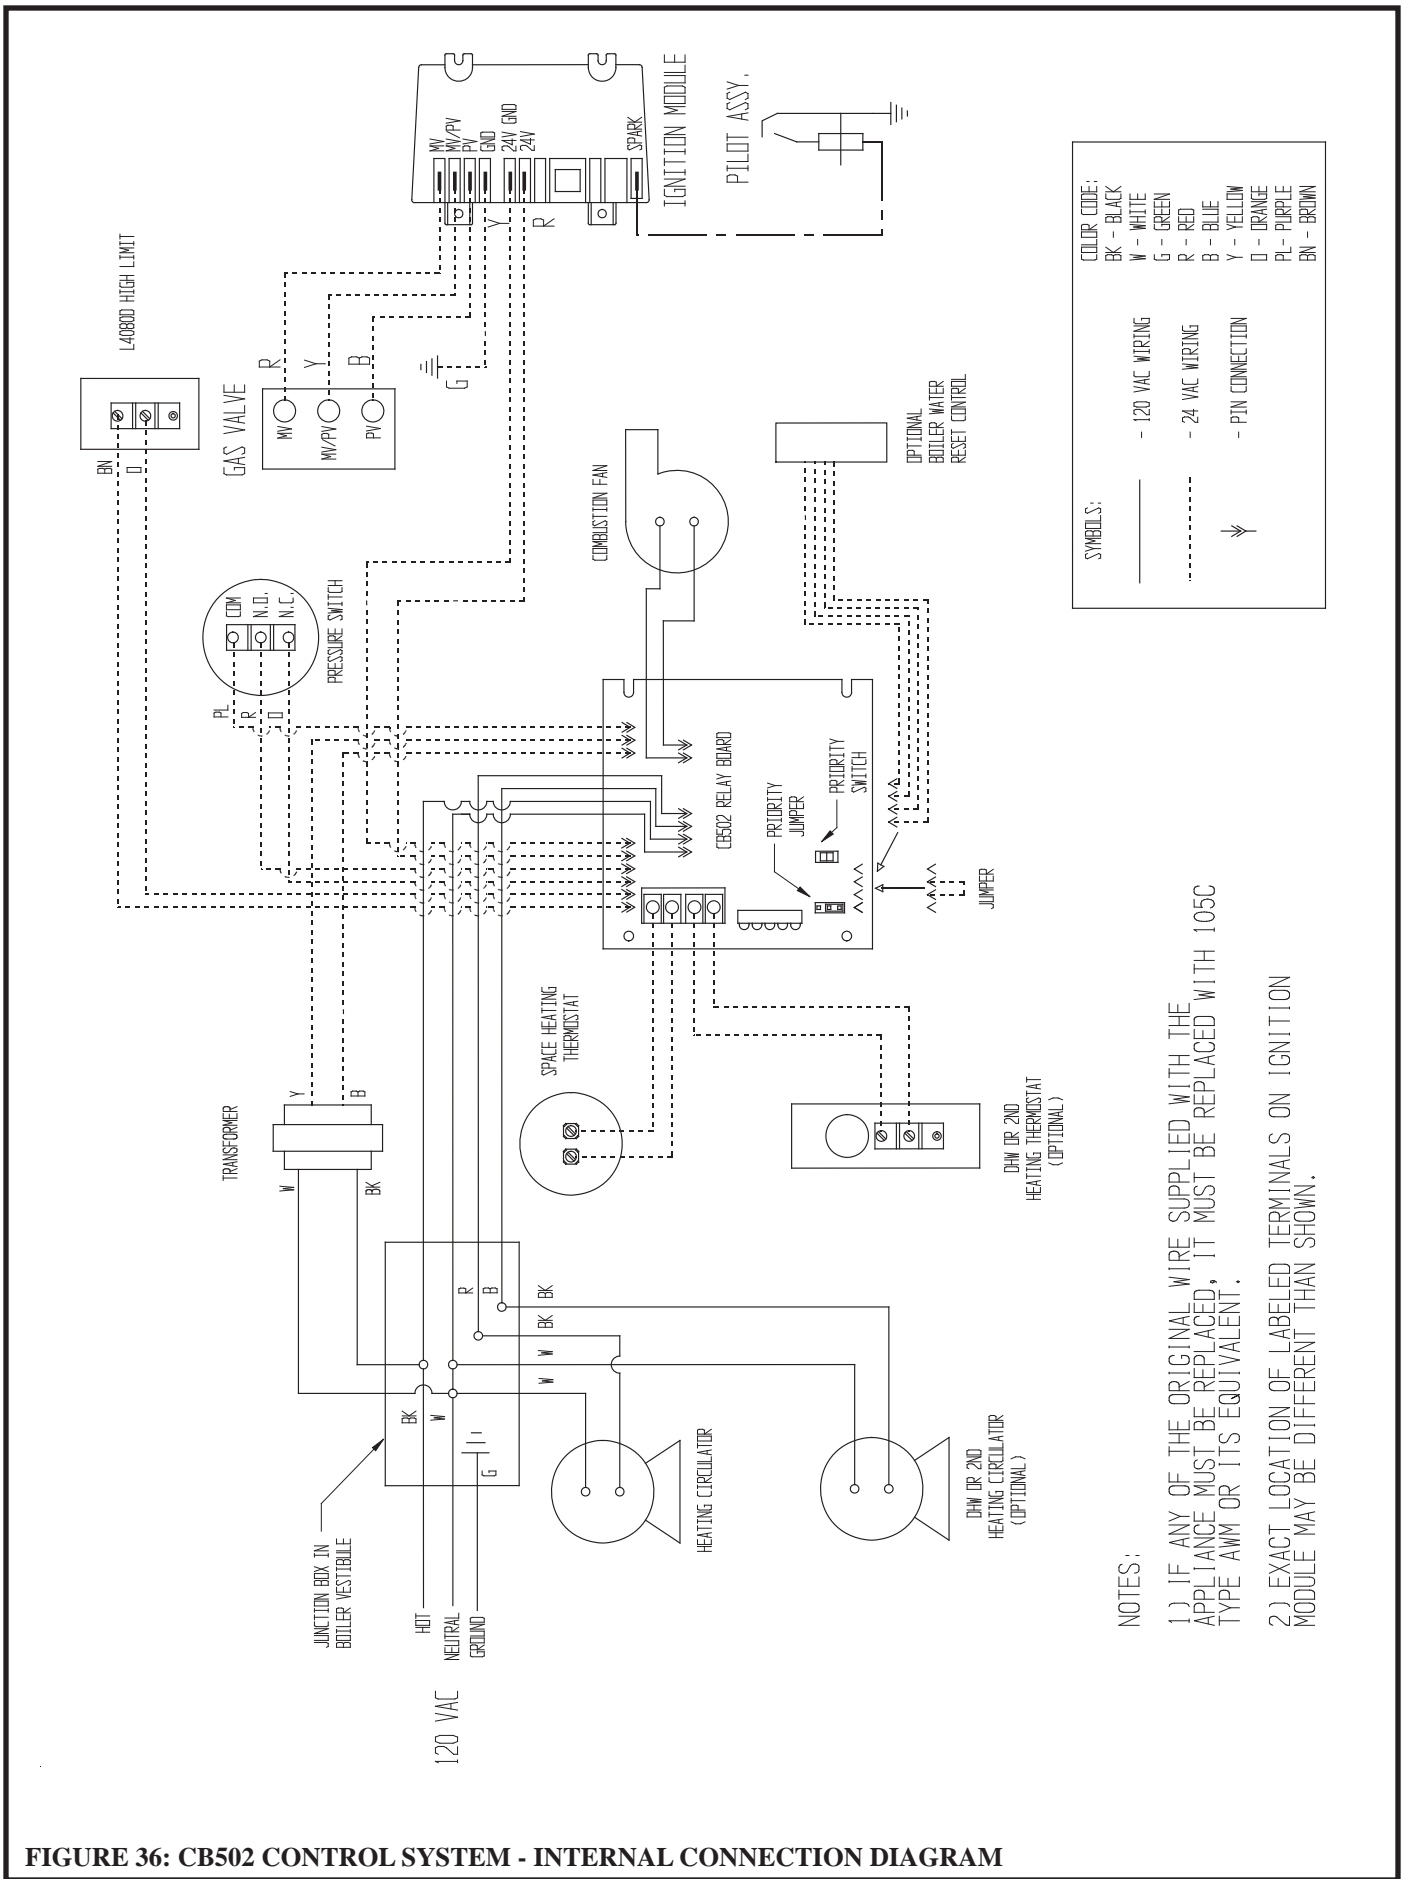 L4080D HIGH LIMIT
BN
O
GAS VALVE
MV
MV/PV
PV
R
Y
B
G
MV
MV/PV
PV
GND
24V GND
24V
SPARK
Y
R
IGNITION MODULE
PILOT ASSY.
PRESSURE SWITCH
COM
N.O.
N.C.
PL
R
O
COMBUSTION FAN
OPTIONAL
BOILER WATER
RESET CONTROL
CB502 RELAY BOARD
PRIORITY
JUMPER
PRIORITY
SWITCH
JUMPER
TRANSFORMER
Y
B
W
BK
SPACE HEATING
THERMOSTAT
DHW OR 2ND
HEATING THERMOSTAT
(OPTIONAL)
JUNCTION BOX IN
BOILER VESTIBULE
R
B
BK
BK
W
W
BK
W
G
HOT
NEUTRAL
GROUND
120 VAC
HEATING CIRCULATOR
DHW OR 2ND
HEATING CIRCULATOR
(OPTIONAL)
SYMBOLS:
- 120 VAC WIRING
- 24 VAC WIRING
- PIN CONNECTION
COLOR CODE:
BK - BLACK
W - WHITE
G - GREEN
R - RED
B - BLUE
Y - YELLOW
O - ORANGE
PL - PURPLE
BN - BROWN
NOTES:
1) IF ANY OF THE ORIGINAL WIRE SUPPLIED WITH THE
APPLIANCE MUST BE REPLACED, IT MUST BE REPLACED WITH 105C
TYPE AWM OR ITS EQUIVALENT.
2) EXACT LOCATION OF LABELED TERMINALS ON IGNITION
MODULE MAY BE DIFFERENT THAN SHOWN.
FIGURE 36: CB502 CONTROL SYSTEM - INTERNAL CONNECTION DIAGRAM